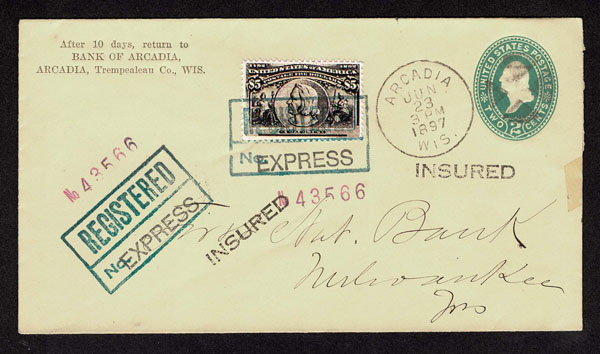 After 10 days, return to
BANK OF ARCADIA,
ARCADIA, Trempealeau Co., WIS.
UNITED STATES OF AMERICA
$5 $5
ARCADIA
JUN
23
3 PM
1897
WIS.
UNITED STATES POSTAGE
TWO 2 CENTS
No EXPRESS
INSURED
No 43566
No 43566
REGISTERED
No EXPRESS
INSURED
Nat. Bank
Milwaukee
Wis